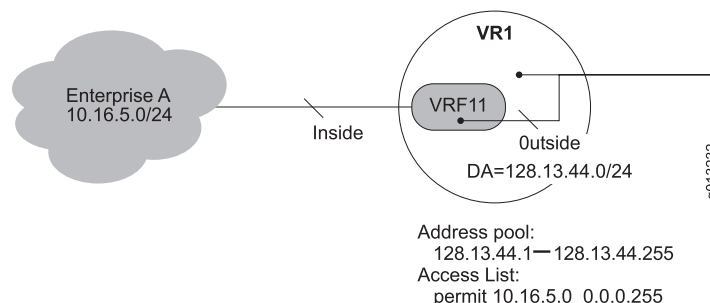 VR1
Enterprise A
10.16.5.0/24
VRF11
Inside
0utside
DA=128.13.44.0/24
Address pool:
128.13.44.1—128.13.44.255
Access List:
permit 10.16.5.0 0.0.0.255